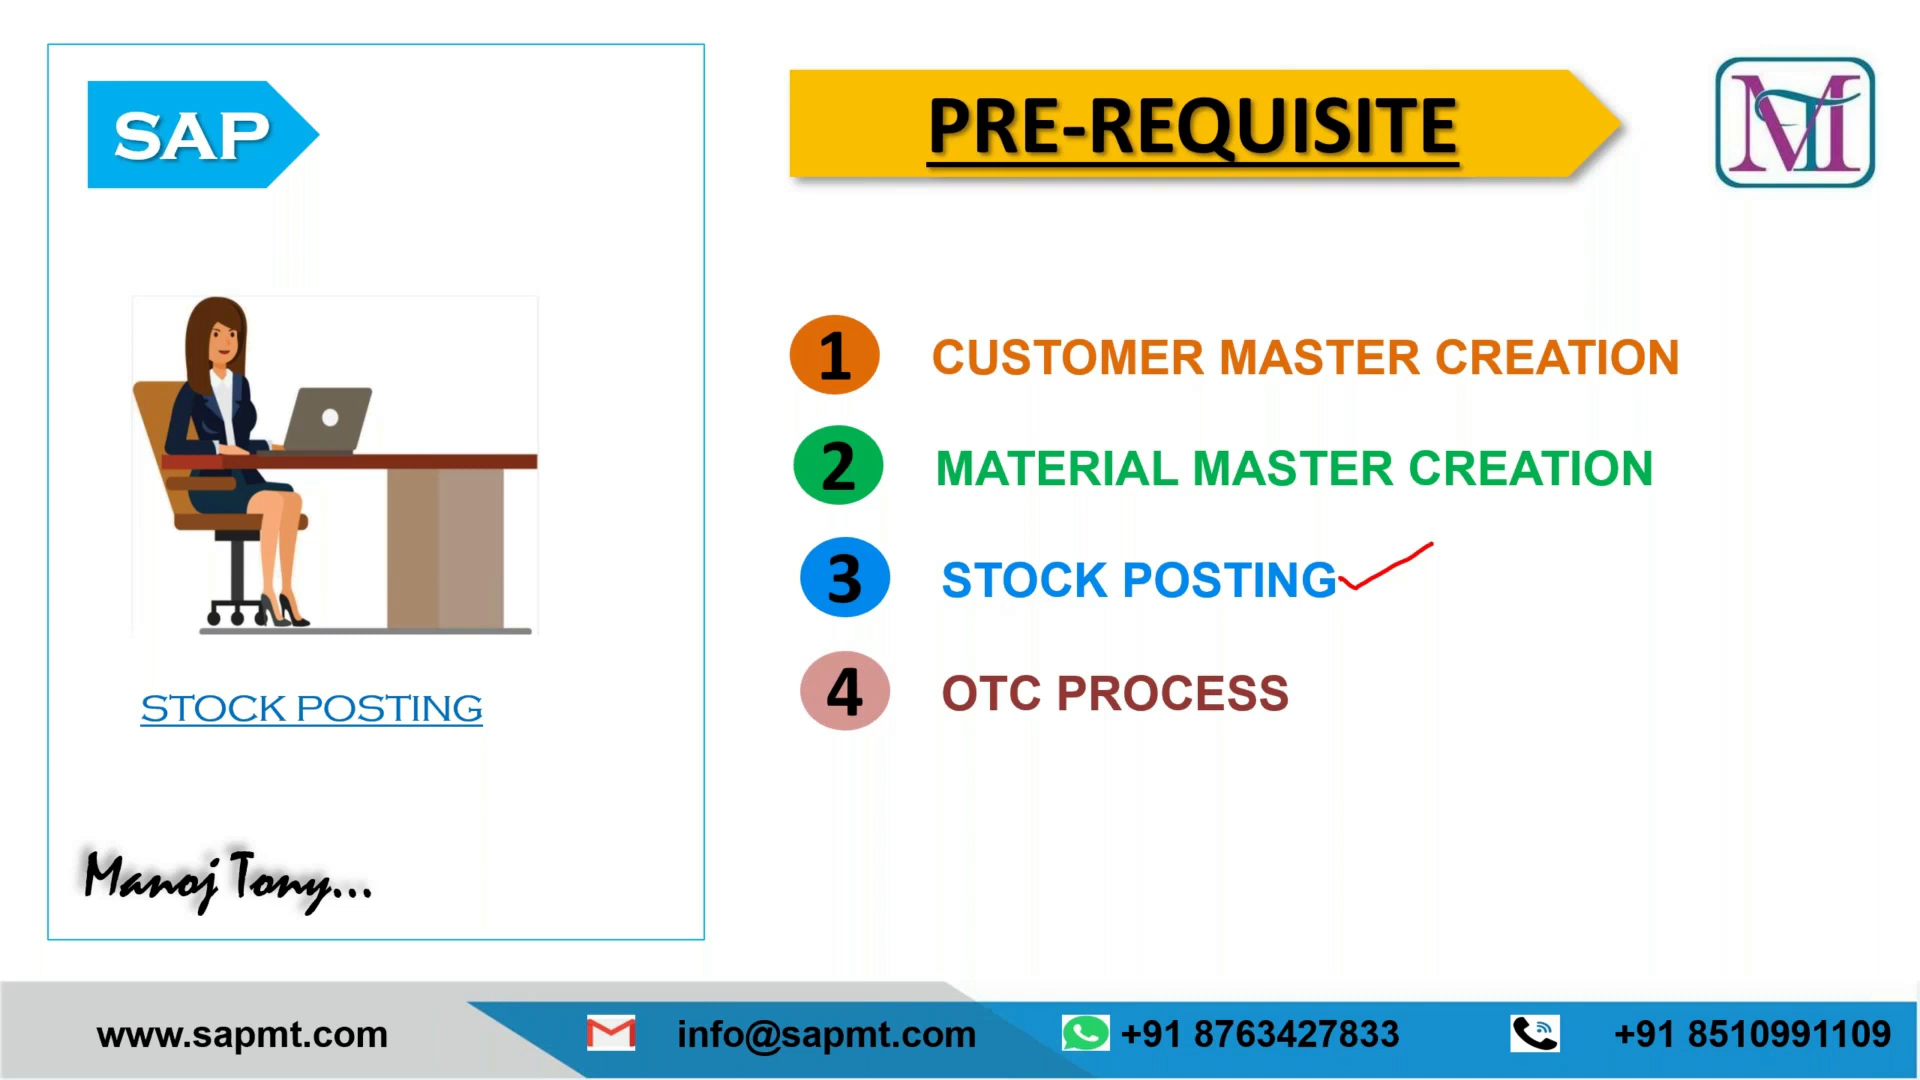 SAP
STOCK POSTING
Manoj Tony...
PRE-REQUISITE
MT
1 CUSTOMER MASTER CREATION
2 MATERIAL MASTER CREATION
3 STOCK POSTING
4 OTC PROCESS
www.sapmt.com info@sapmt.com +91 8763427833 +91 8510991109